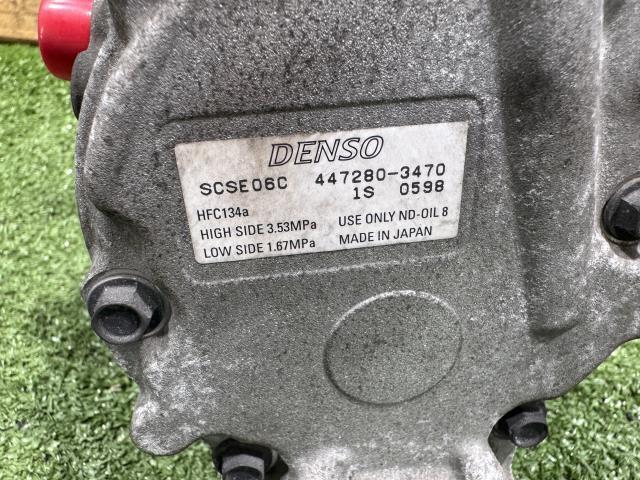 DENSO
SCSE06C 447280-3470
1S 0598
HFC134a
HIGH SIDE 3.53MPa USE ONLY ND-OIL 8
LOW SIDE 1.67MPa MADE IN JAPAN